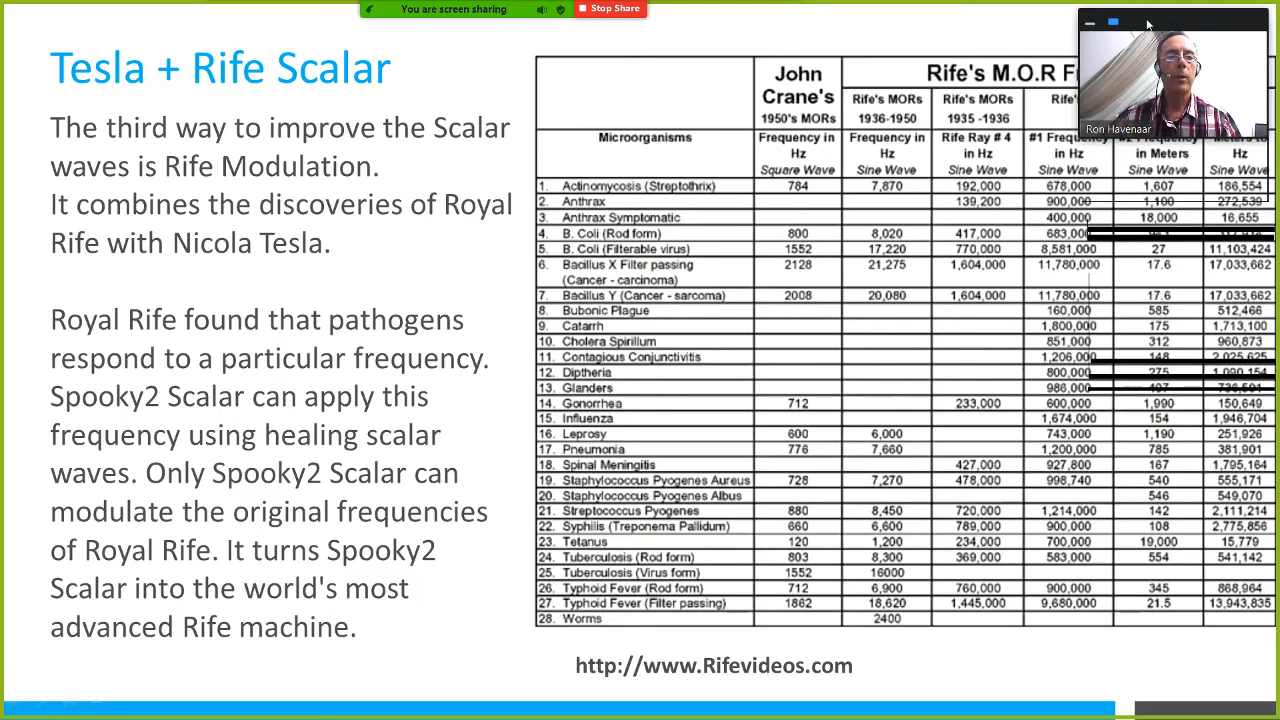 You are screen sharing
Stop Share
Tesla + Rife Scalar
The third way to improve the Scalar
waves is Rife Modulation.
It combines the discoveries of Royal
Rife with Nicola Tesla.
Royal Rife found that pathogens
respond to a particular frequency.
Spooky2 Scalar can apply this
frequency using healing scalar
waves. Only Spooky2 Scalar can
modulate the original frequencies
of Royal Rife. It turns Spooky2
Scalar into the world's most
advanced Rife machine.
John Crane's 1950's MORs
Rife's M.O.R
Rife's MORs 1936-1950
Rife's MORs 1935 -1936
Microorganisms
Frequency in Hz Square Wave
Frequency in Hz Sine Wave
Rife Ray # 4 in Hz Sine Wave
#1 Frequency in Hz Sine Wave
#2 Frequency in Meters Sine Wave
Meters to Hz Sine Wave
1. Actinomycosis (Streptothrix) 784 7,870 192,000 678,000 1,607 186,554
2. Anthrax 139,200 900,000 1,100 272,539
3. Anthrax Symptomatic 400,000 18,000 16,655
4. B. Coli (Rod form) 800 8,020 417,000 683,000
5. B. Coli (Filterable virus) 1552 17,220 770,000 8,581,000 27 11,103,424
6. Bacillus X Filter passing 2128 21,275 1,604,000 11,780,000 17.6 17,033,662
(Cancer - carcinoma)
7. Bacillus Y (Cancer - sarcoma) 2008 20,080 1,604,000 11,780,000 17.6 17,033,662
8. Bubonic Plague 160,000 585 512,466
9. Catarrh 1,800,000 175 1,713,100
10. Cholera Spirillum 851,000 312 960,873
11. Contagious Conjunctivitis 1,206,000 148 2,025,625
12. Diptheria 800,000 275 1,090,154
13. Glanders 986,000
14. Gonorrhea 712 233,000 600,000 1,990 150,649
15. Influenza 1,674,000 154 1,946,704
16. Leprosy 600 6,000 743,000 1,190 251,926
17. Pneumonia 776 7,660 1,200,000 785 381,901
18. Spinal Meningitis 427,000 927,800 167 1,795,164
19. Staphylococcus Pyogenes Aureus 728 7,270 478,000 998,740 540 555,171
20. Staphylococcus Pyogenes Albus 546 549,070
21. Streptococcus Pyogenes 880 8,450 720,000 1,214,000 142 2,111,214
22. Syphilis (Treponema Pallidum) 660 6,600 789,000 900,000 108 2,775,856
23. Tetanus 120 1,200 234,000 700,000 19,000 15,779
24. Tuberculosis (Rod form) 803 8,300 369,000 583,000 554 541,142
25. Tuberculosis (Virus form) 1552 16000
26. Typhoid Fever (Rod form) 712 6,900 760,000 900,000 345 868,964
27. Typhoid Fever (Filter passing) 1862 18,620 1,445,000 9,680,000 21.5 13,943,835
28. Worms 2400
Ron Havenaar
http://www.Rifevideos.com